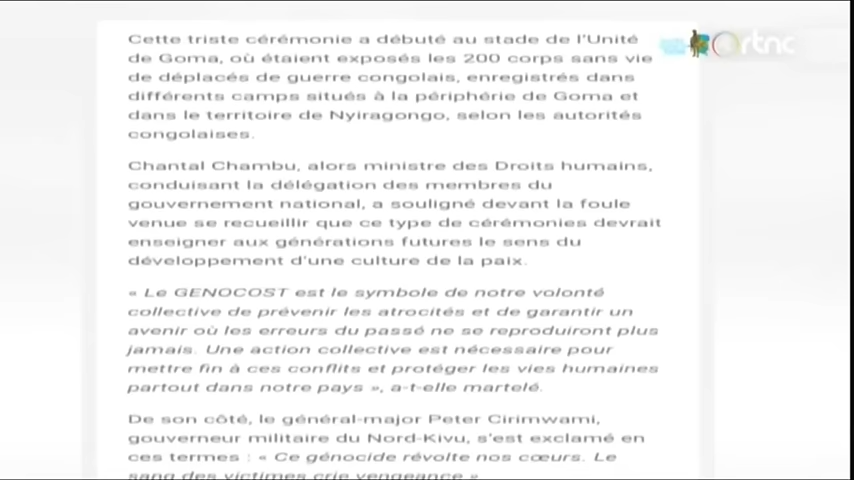 Cette triste cérémonie a débuté au stade de l'Unité
de Goma, où étaient exposés les 200 corps sans vie
de déplacés de guerre congolais, enregistrés dans
différents camps situés à la périphérie de Goma et
dans le territoire de Nyiragongo, selon les autorités
congolaises.
rtnc
Chantal Chambu, alors ministre des Droits humains,
conduisant la délégation des membres du
gouvernement national, a souligné devant la foule
venue se recueillir que ce type de cérémonies devrait
enseigner aux générations futures le sens du
développement d'une culture de la paix.
« Le GENOCOST est le symbole de notre volonté
collective de prévenir les atrocités et de garantir un
avenir où les erreurs du passé ne se reproduiront plus
jamais. Une action collective est nécessaire pour
mettre fin à ces conflits et protéger les vies humaines
partout dans notre pays », a-t-elle martelé.
De son côté, le général-major Peter Cirimwami,
gouverneur militaire du Nord-Kivu, s'est exclamé en
ces termes : « Ce génocide révolte nos cœurs. Le
sang des victimes crie vengeance »